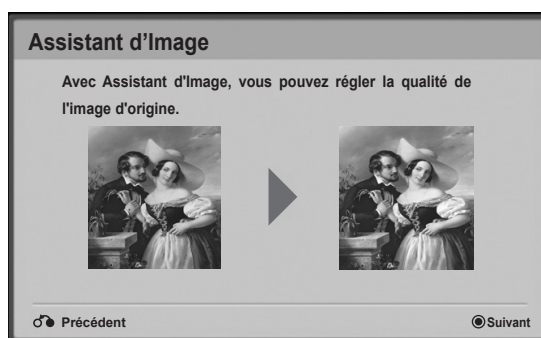 Assistant d'Image
Avec Assistant d'Image, vous pouvez régler la qualité de
l'image d'origine.
Précédent
Suivant